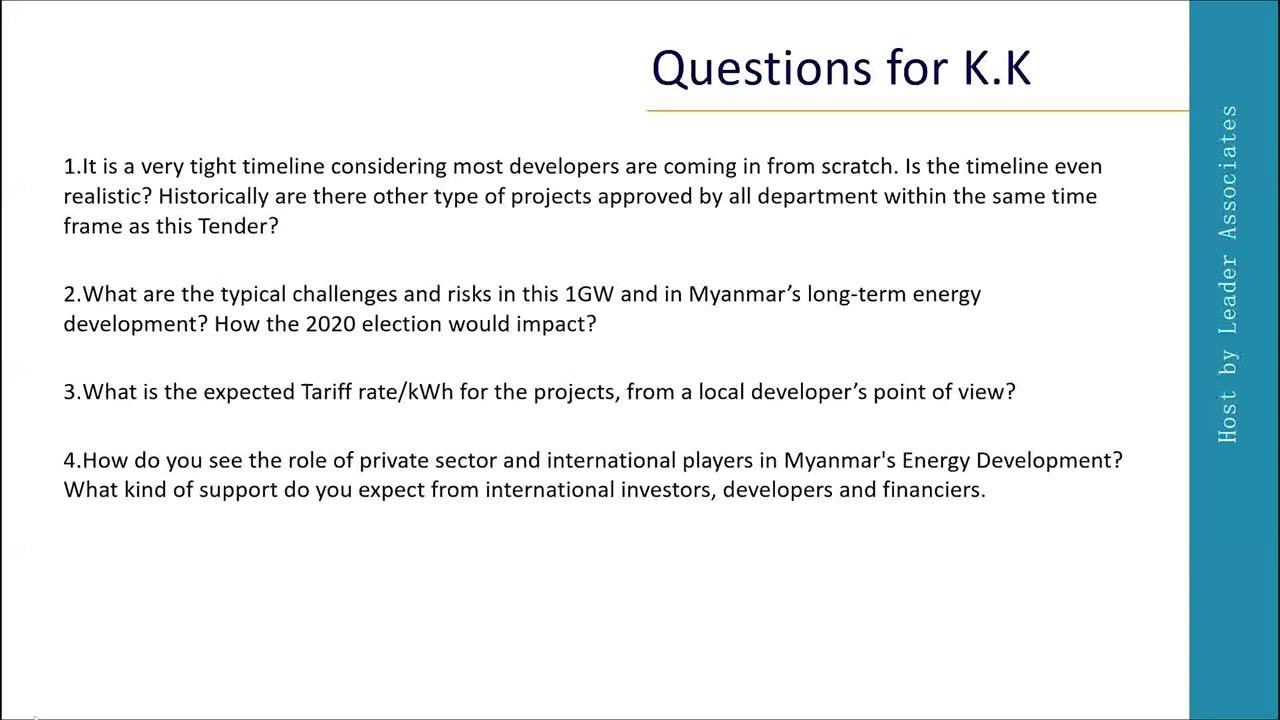 Questions for K.K
1.It is a very tight timeline considering most developers are coming in from scratch. Is the timeline even
realistic? Historically are there other type of projects approved by all department within the same time
frame as this Tender?
2.What are the typical challenges and risks in this 1GW and in Myanmar’s long-term energy
development? How the 2020 election would impact?
3.What is the expected Tariff rate/kWh for the projects, from a local developer’s point of view?
4.How do you see the role of private sector and international players in Myanmar's Energy Development?
What kind of support do you expect from international investors, developers and financiers.
Host by Leader Associates